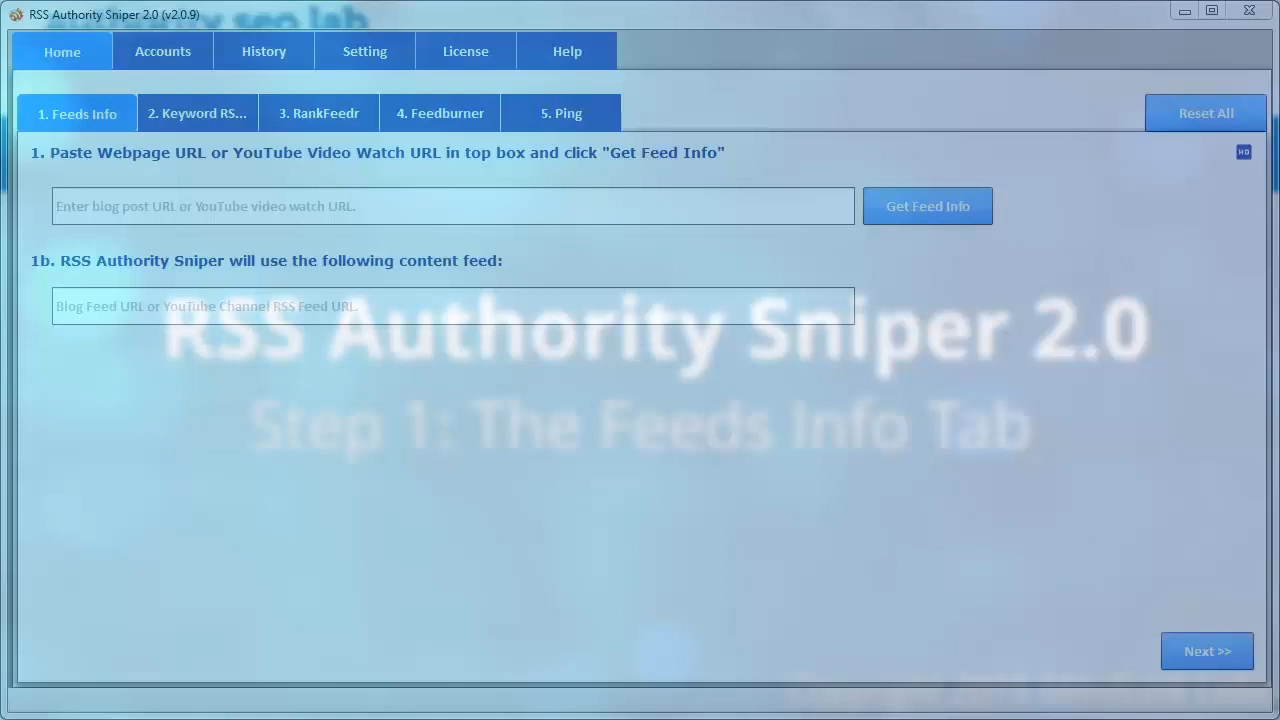 RSS Authority Sniper 2.0 (v2.0.9)
authority seo lab
Home Accounts History Setting License Help
1. Feeds Info 2. Keyword RS... 3. RankFeedr 4. Feedburner 5. Ping Reset All
1. Paste Webpage URL or YouTube Video Watch URL in top box and click "Get Feed Info"
HD
Enter blog post URL or YouTube video watch URL. Get Feed Info
1b. RSS Authority Sniper will use the following content feed:
Blog Feed URL or YouTube Channel RSS Feed URL.
RSS Authority Sniper 2.0
Step 1: The Feeds Info Tab
Next >>